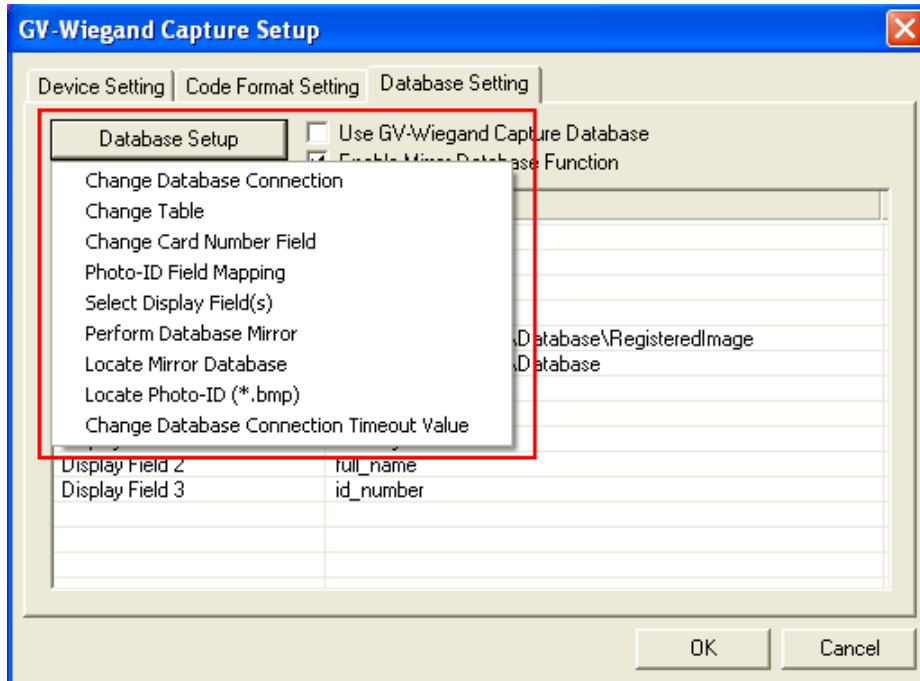 GV-Wiegand Capture Setup
Device Setting Code Format Setting Database Setting
Database Setup Use GV-Wiegand Capture Database
Enable Mirror Database Function
Change Database Connection
Change Table
Change Card Number Field
Photo-ID Field Mapping
Select Display Field(s)
Perform Database Mirror
\Database\RegisteredImage
Locate Mirror Database
\Database
Locate Photo-ID (*.bmp)
Change Database Connection Timeout Value
Display Field 2 full_name
Display Field 3 id_number
OK Cancel